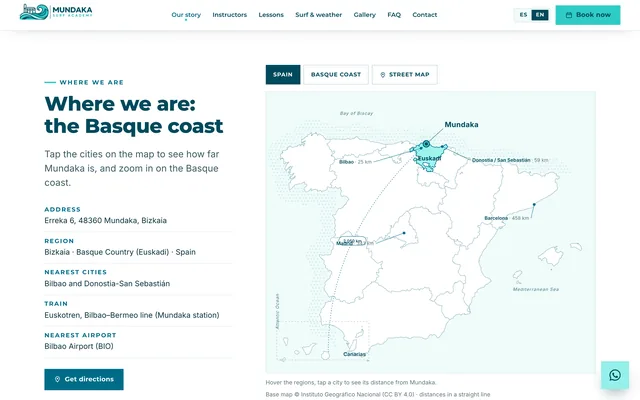 MUNDAKA
SURF ACADEMY
Our story
Instructors
Lessons
Surf & weather
Gallery
FAQ
Contact
ES
EN
Book now
WHERE WE ARE
Where we are:
the Basque coast
Tap the cities on the map to see how far
Mundaka is, and zoom in on the Basque
coast.
ADDRESS
Erreka 6, 48360 Mundaka, Bizkaia
REGION
Bizkaia · Basque Country (Euskadi) · Spain
NEAREST CITIES
Bilbao and Donostia-San Sebastián
TRAIN
Euskotren, Bilbao–Bermeo line (Mundaka station)
NEAREST AIRPORT
Bilbao Airport (BIO)
Get directions
SPAIN
BASQUE COAST
STREET MAP
Bay of Biscay
Mundaka
Bilbao · 25 km
Euskadi
Donostia / San Sebastián · 59 km
Barcelona · 459 km
Madrid
Mediterranean Sea
Atlantic Ocean
Canarias
Hover the regions, tap a city to see its distance from Mundaka.
Base map © Instituto Geográfico Nacional (CC BY 4.0) · distances in a straight line